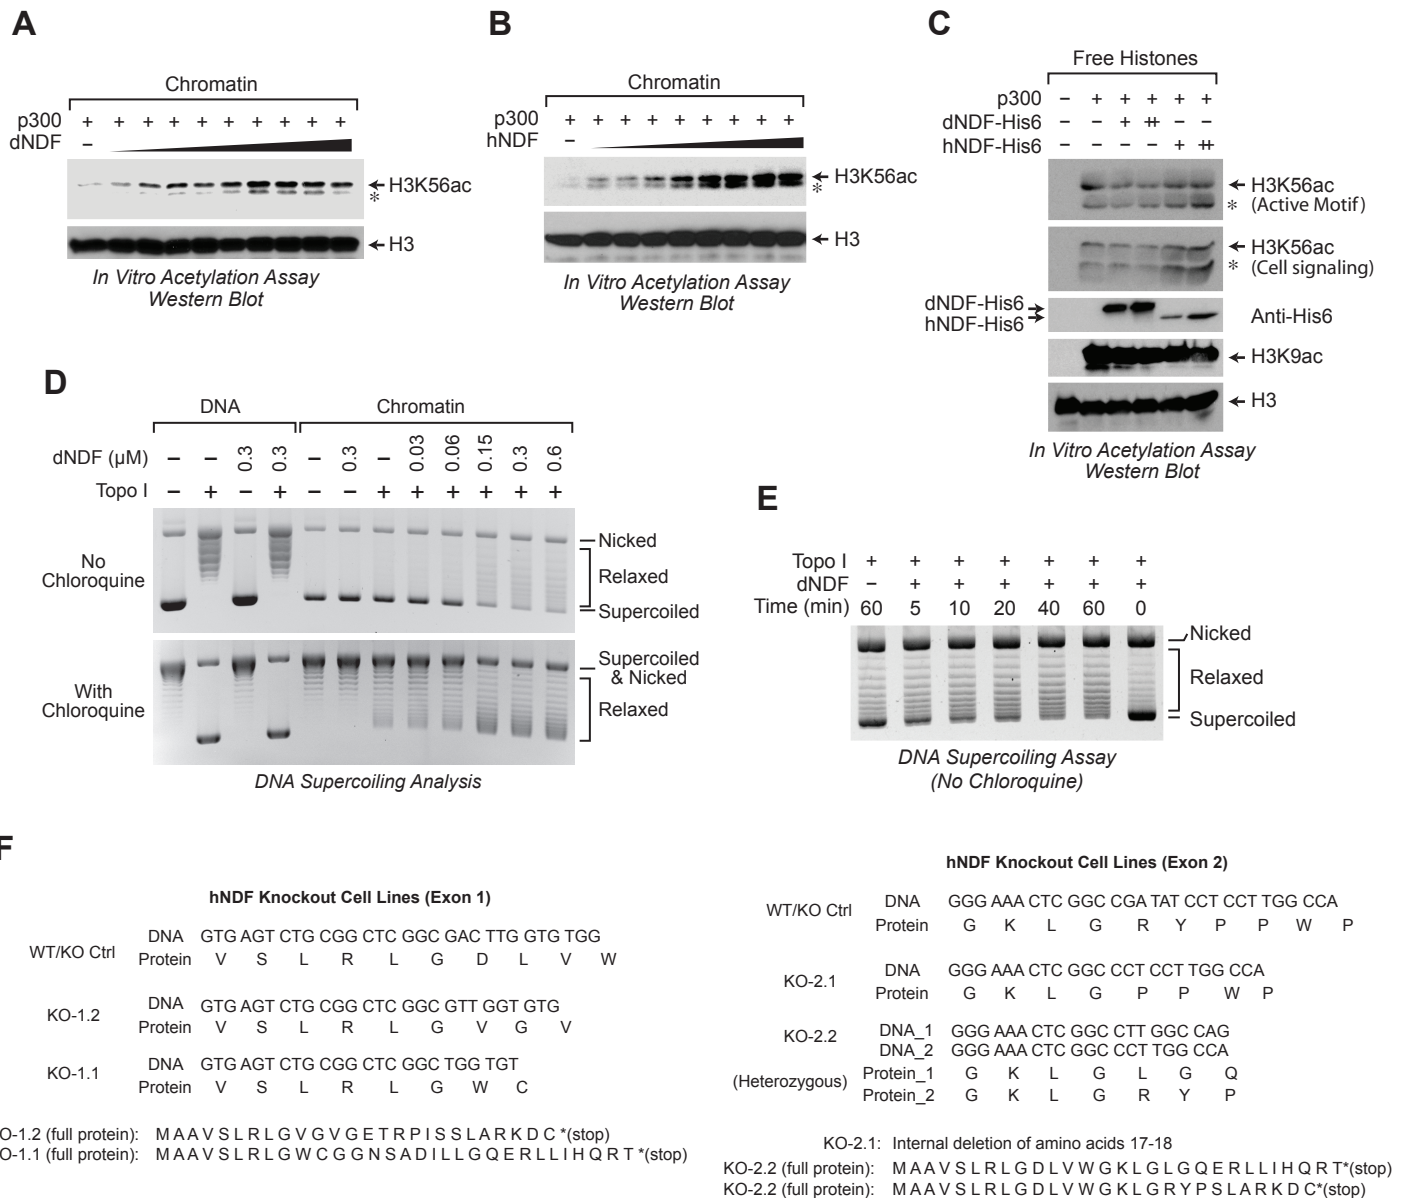 A
Chromatin
p300 + + + + + + + + + +
dNDF –
H3K56ac
*
H3
In Vitro Acetylation Assay
Western Blot
B
Chromatin
p300 + + + + + + + + +
hNDF –
H3K56ac
*
H3
In Vitro Acetylation Assay
Western Blot
C
Free Histones
p300 – + + + + +
dNDF-His6 – – + ++ – –
hNDF-His6 – – – – + ++
H3K56ac
* (Active Motif)
H3K56ac
* (Cell signaling)
dNDF-His6
hNDF-His6
Anti-His6
H3K9ac
H3
In Vitro Acetylation Assay
Western Blot
D
DNA Chromatin
dNDF (µM) – – 0.3 0.3 – 0.3 – 0.03 0.06 0.15 0.3 0.6
Topo I – + – + – – + + + + + +
No
Chloroquine
Nicked
Relaxed
Supercoiled
With
Chloroquine
Supercoiled
& Nicked
Relaxed
DNA Supercoiling Analysis
E
Topo I + + + + + + +
dNDF – + + + + + +
Time (min) 60 5 10 20 40 60 0
Nicked
Relaxed
Supercoiled
DNA Supercoiling Assay
(No Chloroquine)
F
hNDF Knockout Cell Lines (Exon 1)
WT/KO Ctrl
DNA GTG AGT CTG CGG CTC GGC GAC TTG GTG TGG
Protein V S L R L G D L V W
KO-1.2
DNA GTG AGT CTG CGG CTC GGC GTT GGT GTG
Protein V S L R L G V G V
KO-1.1
DNA GTG AGT CTG CGG CTC GGC TGG TGT
Protein V S L R L G W C
O-1.2 (full protein): M A A V S L R L G V G V G E T R P I S S L A R K D C *(stop)
O-1.1 (full protein): M A A V S L R L G W C G G N S A D I L L G Q E R L L I H Q R T *(stop)
hNDF Knockout Cell Lines (Exon 2)
WT/KO Ctrl
DNA GGG AAA CTC GGC CGA TAT CCT CCT TGG CCA
Protein G K L G R Y P P W P
KO-2.1
DNA GGG AAA CTC GGC CCT CCT TGG CCA
Protein G K L G P P W P
KO-2.2
(Heterozygous)
DNA_1 GGG AAA CTC GGC CTT GGC CAG
DNA_2 GGG AAA CTC GGC CCT TGG CCA
Protein_1 G K L G L G Q
Protein_2 G K L G R Y P
KO-2.1: Internal deletion of amino acids 17-18
KO-2.2 (full protein): M A A V S L R L G D L V W G K L G L G Q E R L L I H Q R T*(stop)
KO-2.2 (full protein): M A A V S L R L G D L V W G K L G R Y P S L A R K D C*(stop)